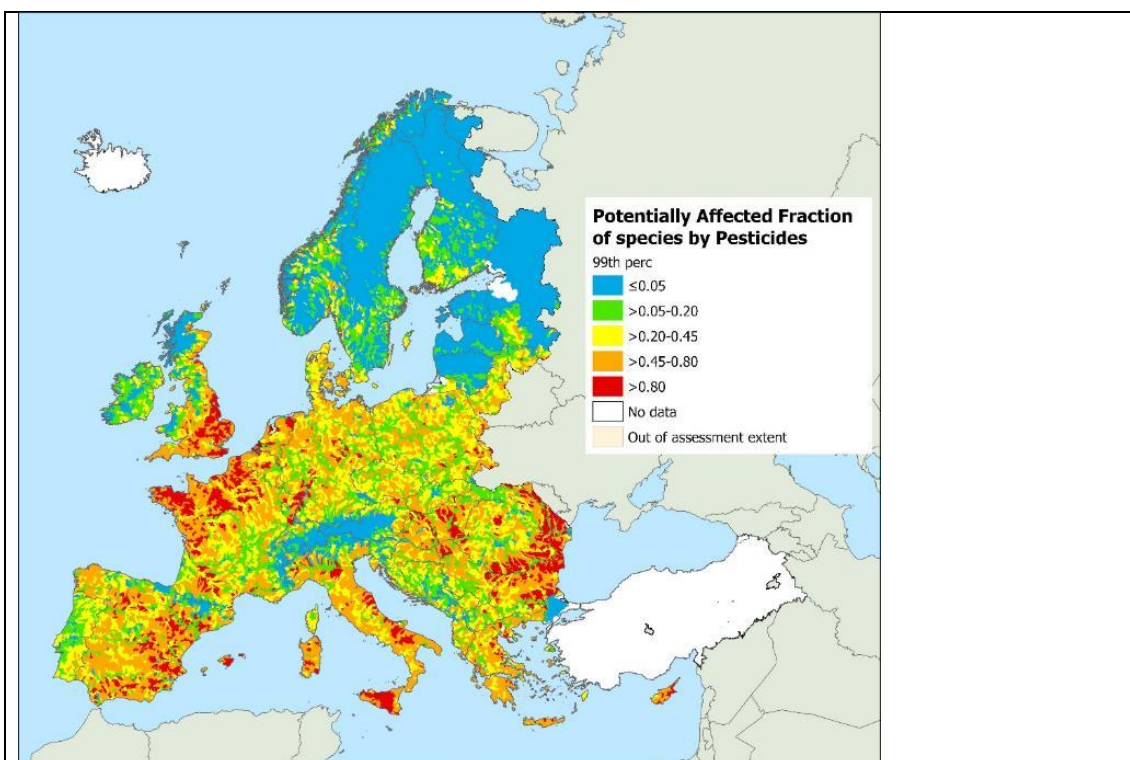 Potentially Affected Fraction
of species by Pesticides
99th perc
≤0.05
>0.05-0.20
>0.20-0.45
>0.45-0.80
>0.80
No data
Out of assessment extent